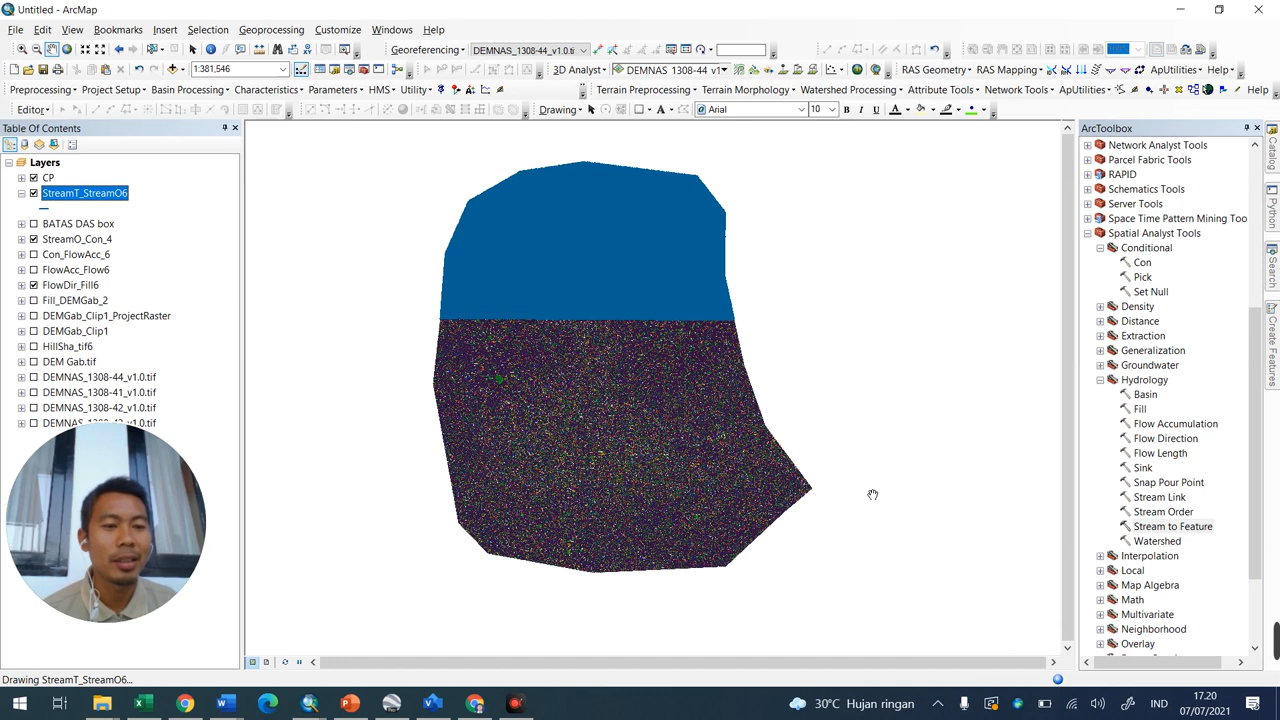 Untitled - ArcMap
File Edit View Bookmarks Insert Selection Geoprocessing Customize Windows Help
Georeferencing DEMNAS_1308-44_v1.0.ti
1:381,546 3D Analyst DEMNAS 1308-44 v1 RAS Geometry RAS Mapping ApUtilities Help
Preprocessing Project Setup Basin Processing Characteristics Parameters HMS Utility Terrain Preprocessing Terrain Morphology Watershed Processing Attribute Tools Network Tools ApUtilities Help
Editor Drawing Arial 10 B I U A
Table Of Contents
Layers
CP
StreamT_StreamO6
BATAS DAS box
StreamO_Con_4
Con_FlowAcc_6
FlowAcc_Flow6
FlowDir_Fill6
Fill_DEMGab_2
DEMGab_Clip1_ProjectRaster
DEMGab_Clip1
HillSha_tif6
DEM Gab.tif
DEMNAS_1308-44_v1.0.tif
DEMNAS_1308-41_v1.0.tif
DEMNAS_1308-42_v1.0.tif
ArcToolbox
Network Analyst Tools
Parcel Fabric Tools
RAPID
Schematics Tools
Server Tools
Space Time Pattern Mining Too
Spatial Analyst Tools
Conditional
Con
Pick
Set Null
Density
Distance
Extraction
Generalization
Groundwater
Hydrology
Basin
Fill
Flow Accumulation
Flow Direction
Flow Length
Sink
Snap Pour Point
Stream Link
Stream Order
Stream to Feature
Watershed
Interpolation
Local
Map Algebra
Math
Multivariate
Neighborhood
Overlay
Catalog
Python
Search
Create Features
Drawing StreamT_StreamO6...
30°C Hujan ringan
IND
17.20
07/07/2021